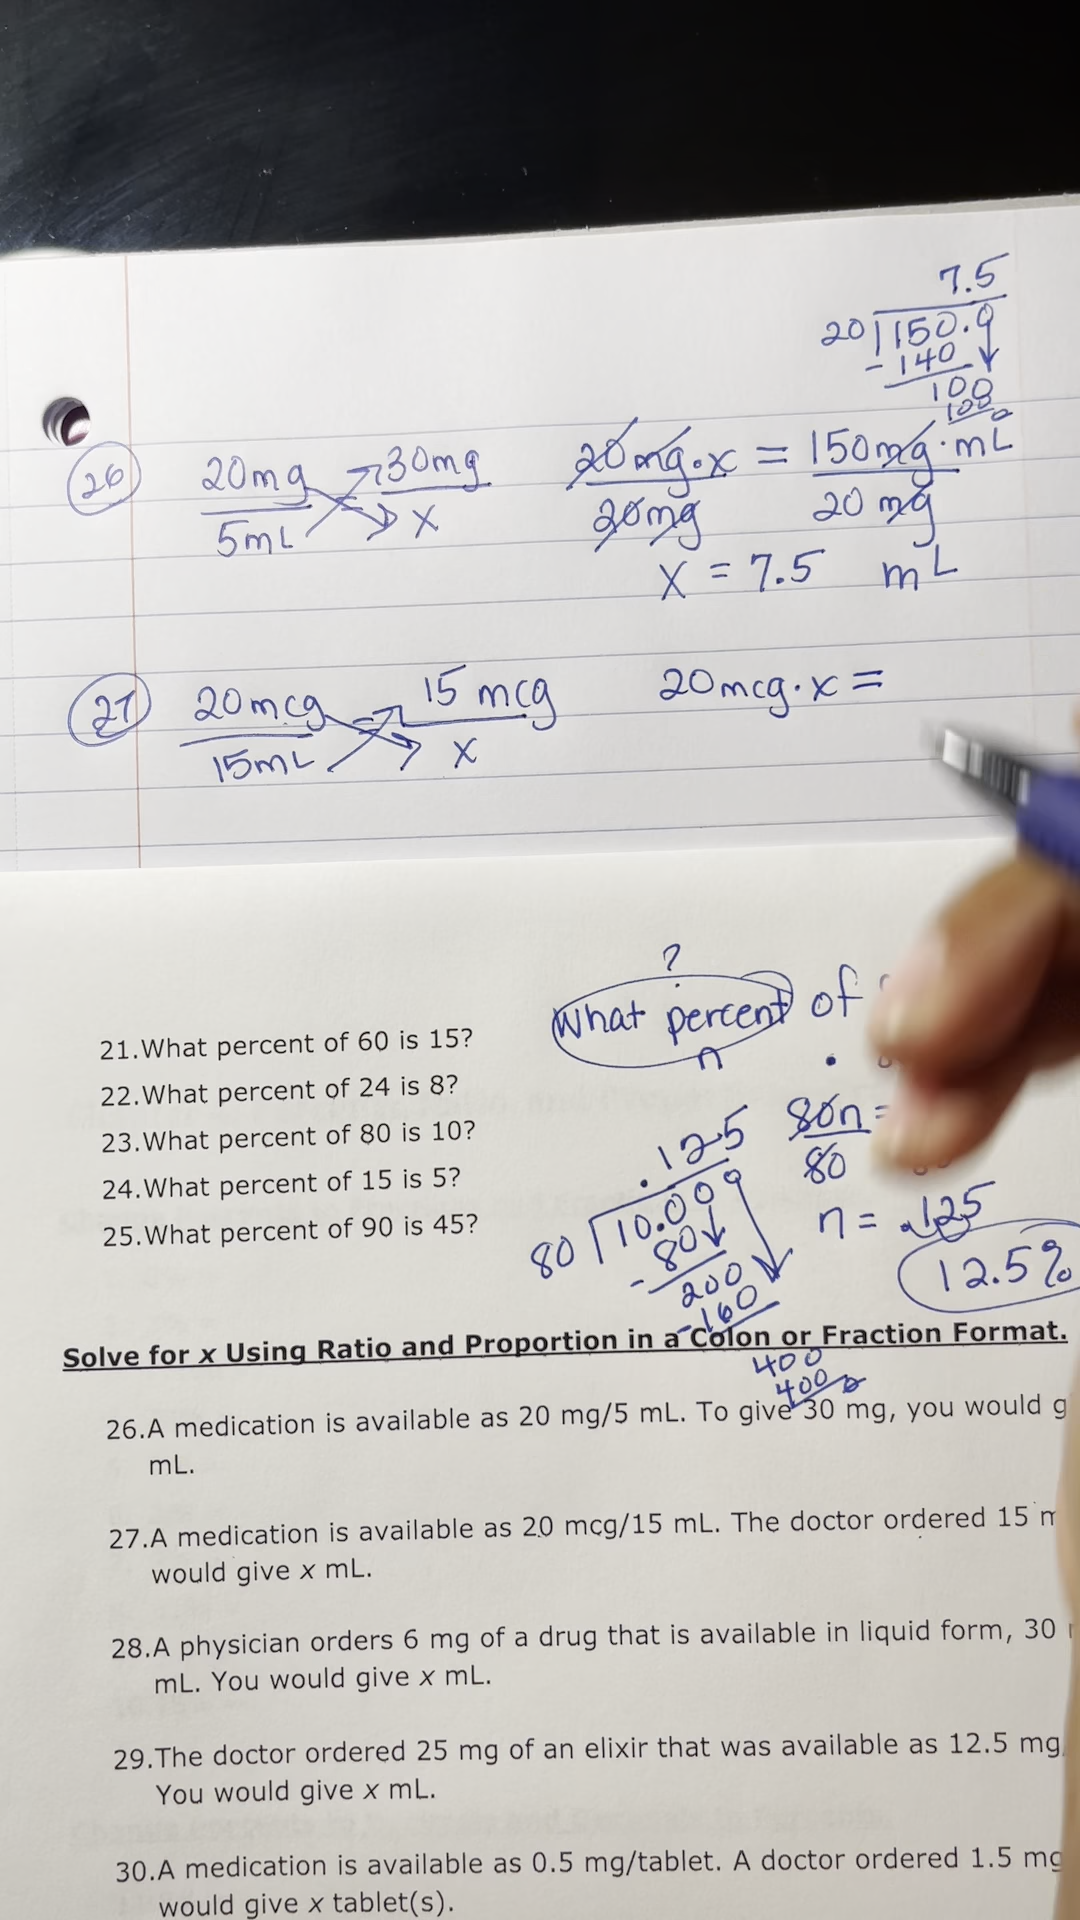 7.5
20 150.0
- 140
100
100
0
26 20mg 30mg 20mg·x = 150mg·mL
5mL x 20mg 20 mg
x = 7.5 mL
27 20mcg 15 mcg 20mcg·x =
15mL x
?
What percent of
n ·
21.What percent of 60 is 15?
22.What percent of 24 is 8?
23.What percent of 80 is 10?
24.What percent of 15 is 5?
25.What percent of 90 is 45?
80n =
80
.125
80 10.000
- 80
200
-160
400
400
0
n = .125
12.5%
Solve for x Using Ratio and Proportion in a Colon or Fraction Format.
26.A medication is available as 20 mg/5 mL. To give 30 mg, you would g
mL.
27.A medication is available as 20 mcg/15 mL. The doctor ordered 15 m
would give x mL.
28.A physician orders 6 mg of a drug that is available in liquid form, 30
mL. You would give x mL.
29.The doctor ordered 25 mg of an elixir that was available as 12.5 mg
You would give x mL.
30.A medication is available as 0.5 mg/tablet. A doctor ordered 1.5 mg
would give x tablet(s).